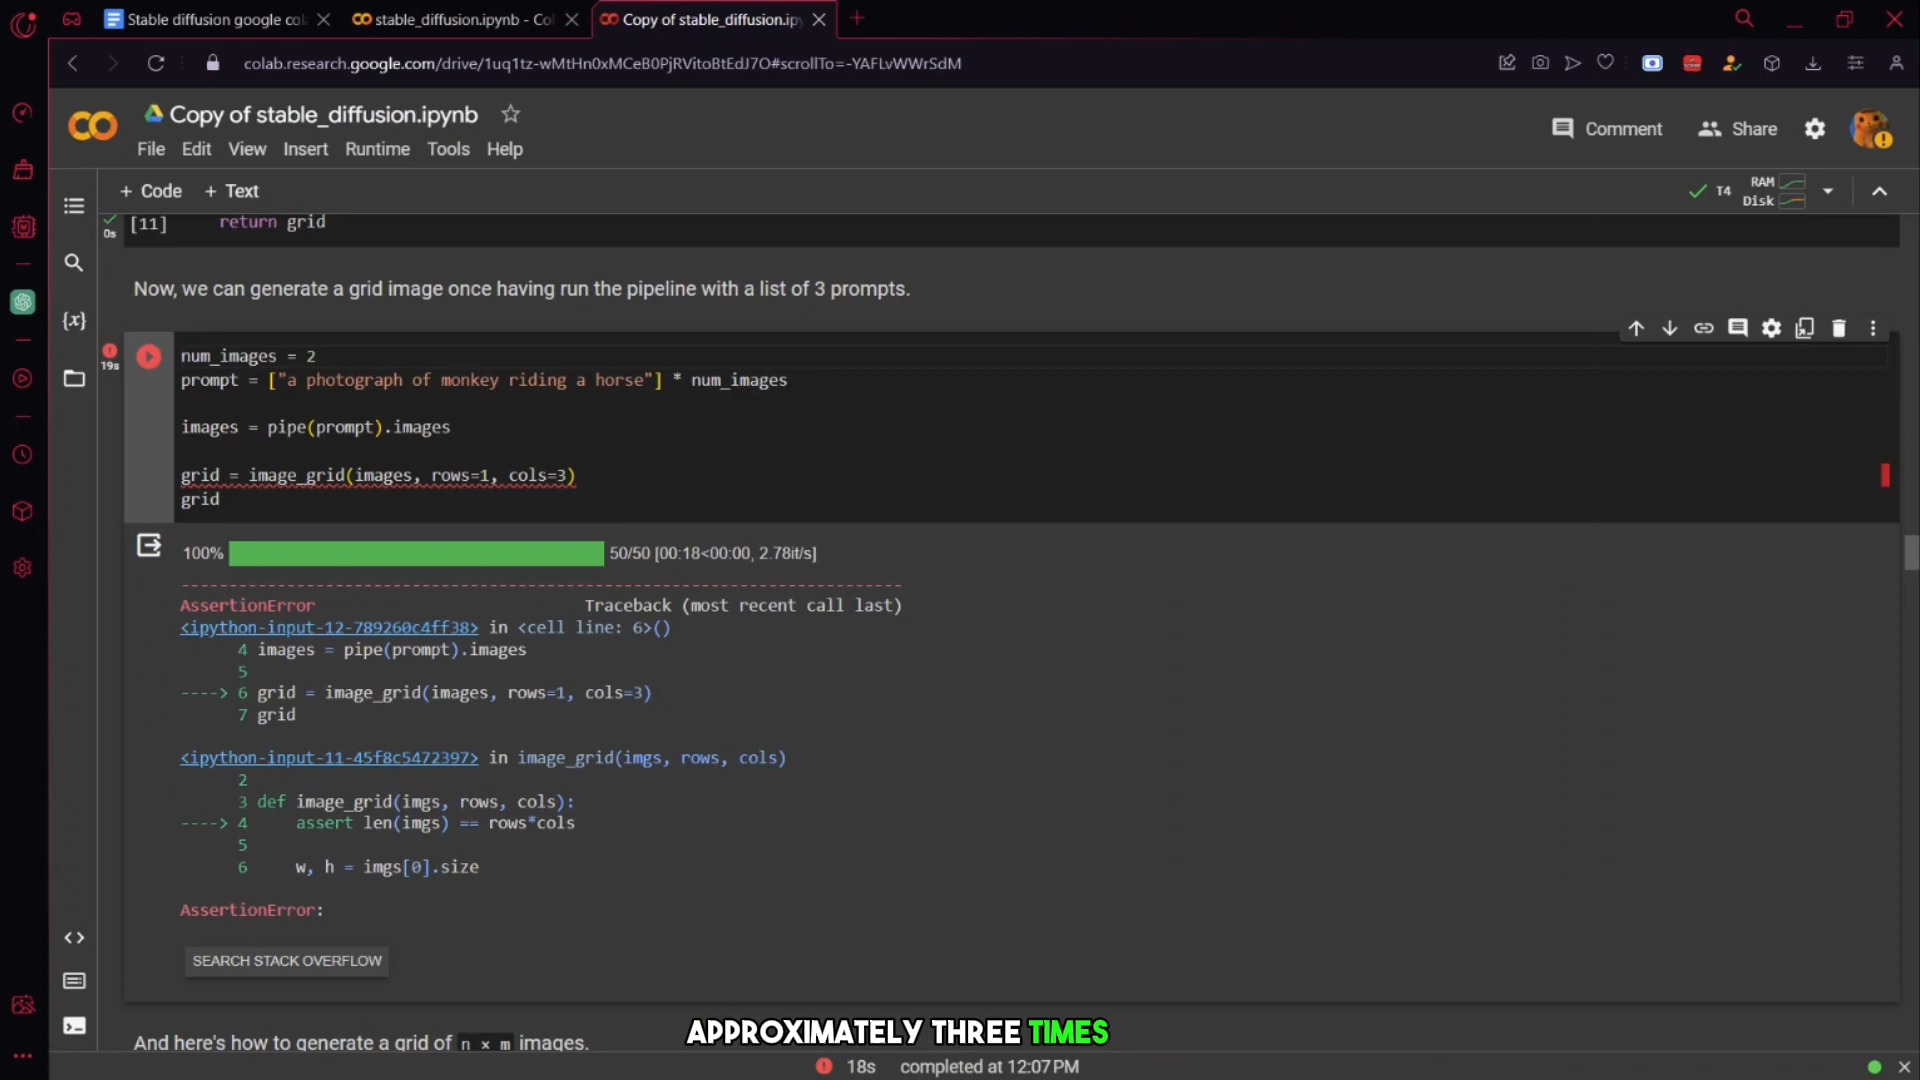 Stable diffusion google co
stable_diffusion.ipynb - Co
Copy of stable_diffusion.ip
colab.research.google.com/drive/1uq1tz-wMtHn0xMCeB0PjRVitoBtEdJ7O#scrollTo=-YAFLvWWrSdM
Copy of stable_diffusion.ipynb
Comment
Share
File Edit View Insert Runtime Tools Help
+ Code + Text
T4
RAM
Disk
0s
[11] return grid
Now, we can generate a grid image once having run the pipeline with a list of 3 prompts.
{x}
19s
num_images = 2
prompt = ["a photograph of monkey riding a horse"] * num_images
images = pipe(prompt).images
grid = image_grid(images, rows=1, cols=3)
grid
100% 50/50 [00:18<00:00, 2.78it/s]
---------------------------------------------------------------------------
AssertionError Traceback (most recent call last)
<ipython-input-12-789260c4ff38> in <cell line: 6>()
4 images = pipe(prompt).images
5
----> 6 grid = image_grid(images, rows=1, cols=3)
7 grid
<ipython-input-11-45f8c5472397> in image_grid(imgs, rows, cols)
2
3 def image_grid(imgs, rows, cols):
----> 4 assert len(imgs) == rows*cols
5
6 w, h = imgs[0].size
AssertionError:
SEARCH STACK OVERFLOW
And here's how to generate a grid of n × m images.
APPROXIMATELY THREE TIMES
18s completed at 12:07 PM